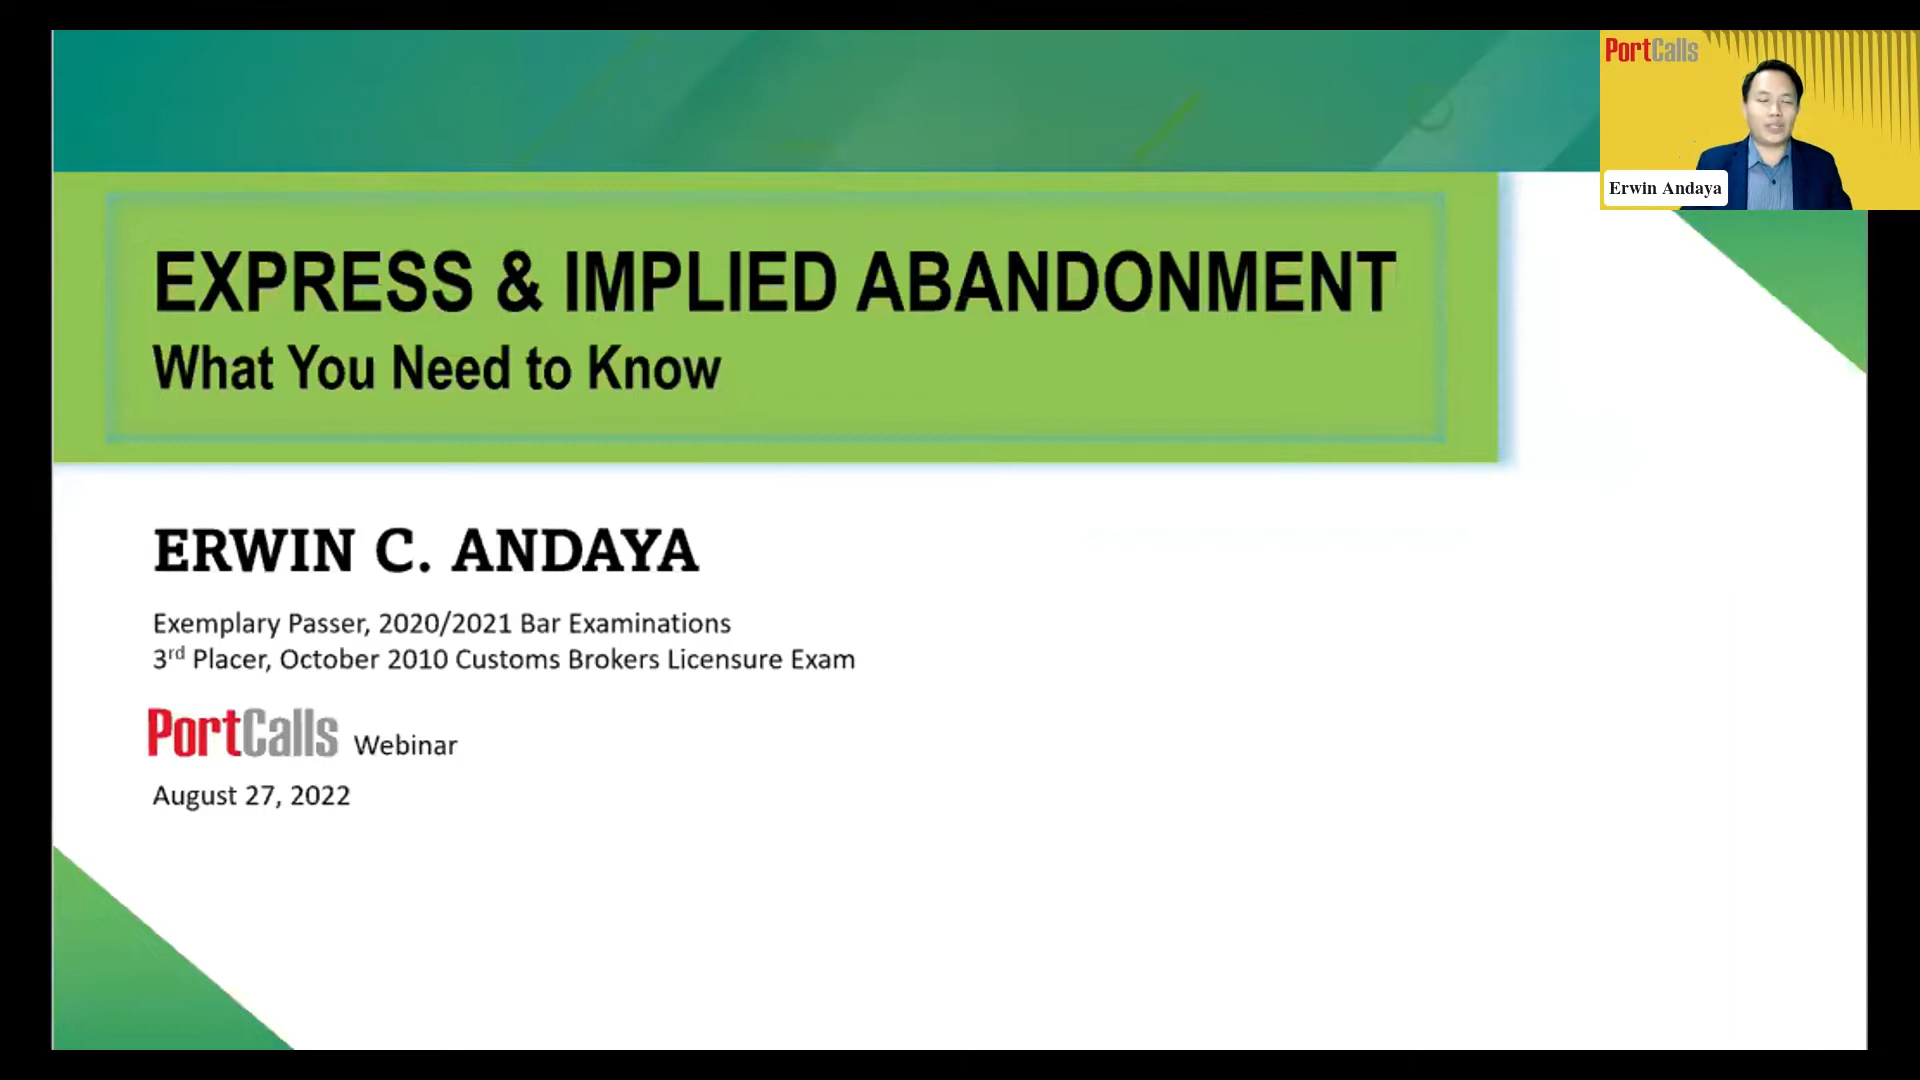 PortCalls
Erwin Andaya
EXPRESS & IMPLIED ABANDONMENT
What You Need to Know
ERWIN C. ANDAYA
Exemplary Passer, 2020/2021 Bar Examinations
3rd Placer, October 2010 Customs Brokers Licensure Exam
PortCalls Webinar
August 27, 2022